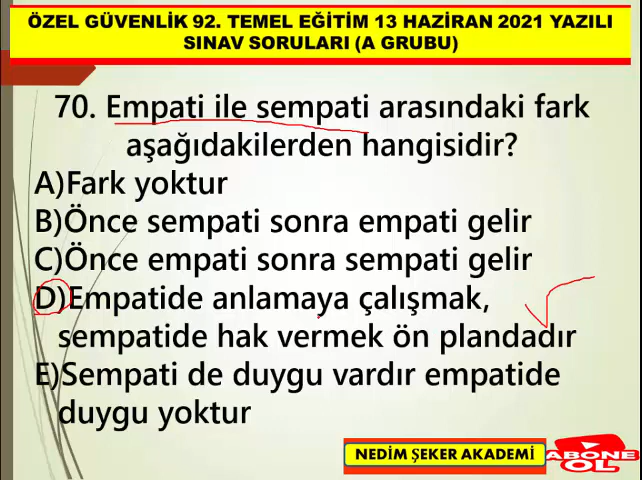 ÖZEL GÜVENLİK 92. TEMEL EĞİTİM 13 HAZİRAN 2021 YAZILI
SINAV SORULARI (A GRUBU)
70. Empati ile sempati arasındaki fark
aşağıdakilerden hangisidir?
A)Fark yoktur
B)Önce sempati sonra empati gelir
C)Önce empati sonra sempati gelir
D)Empatide anlamaya çalışmak,
sempatide hak vermek ön plandadır
E)Sempati de duygu vardır empatide
duygu yoktur
NEDİM ŞEKER AKADEMİ
ABONE
OL